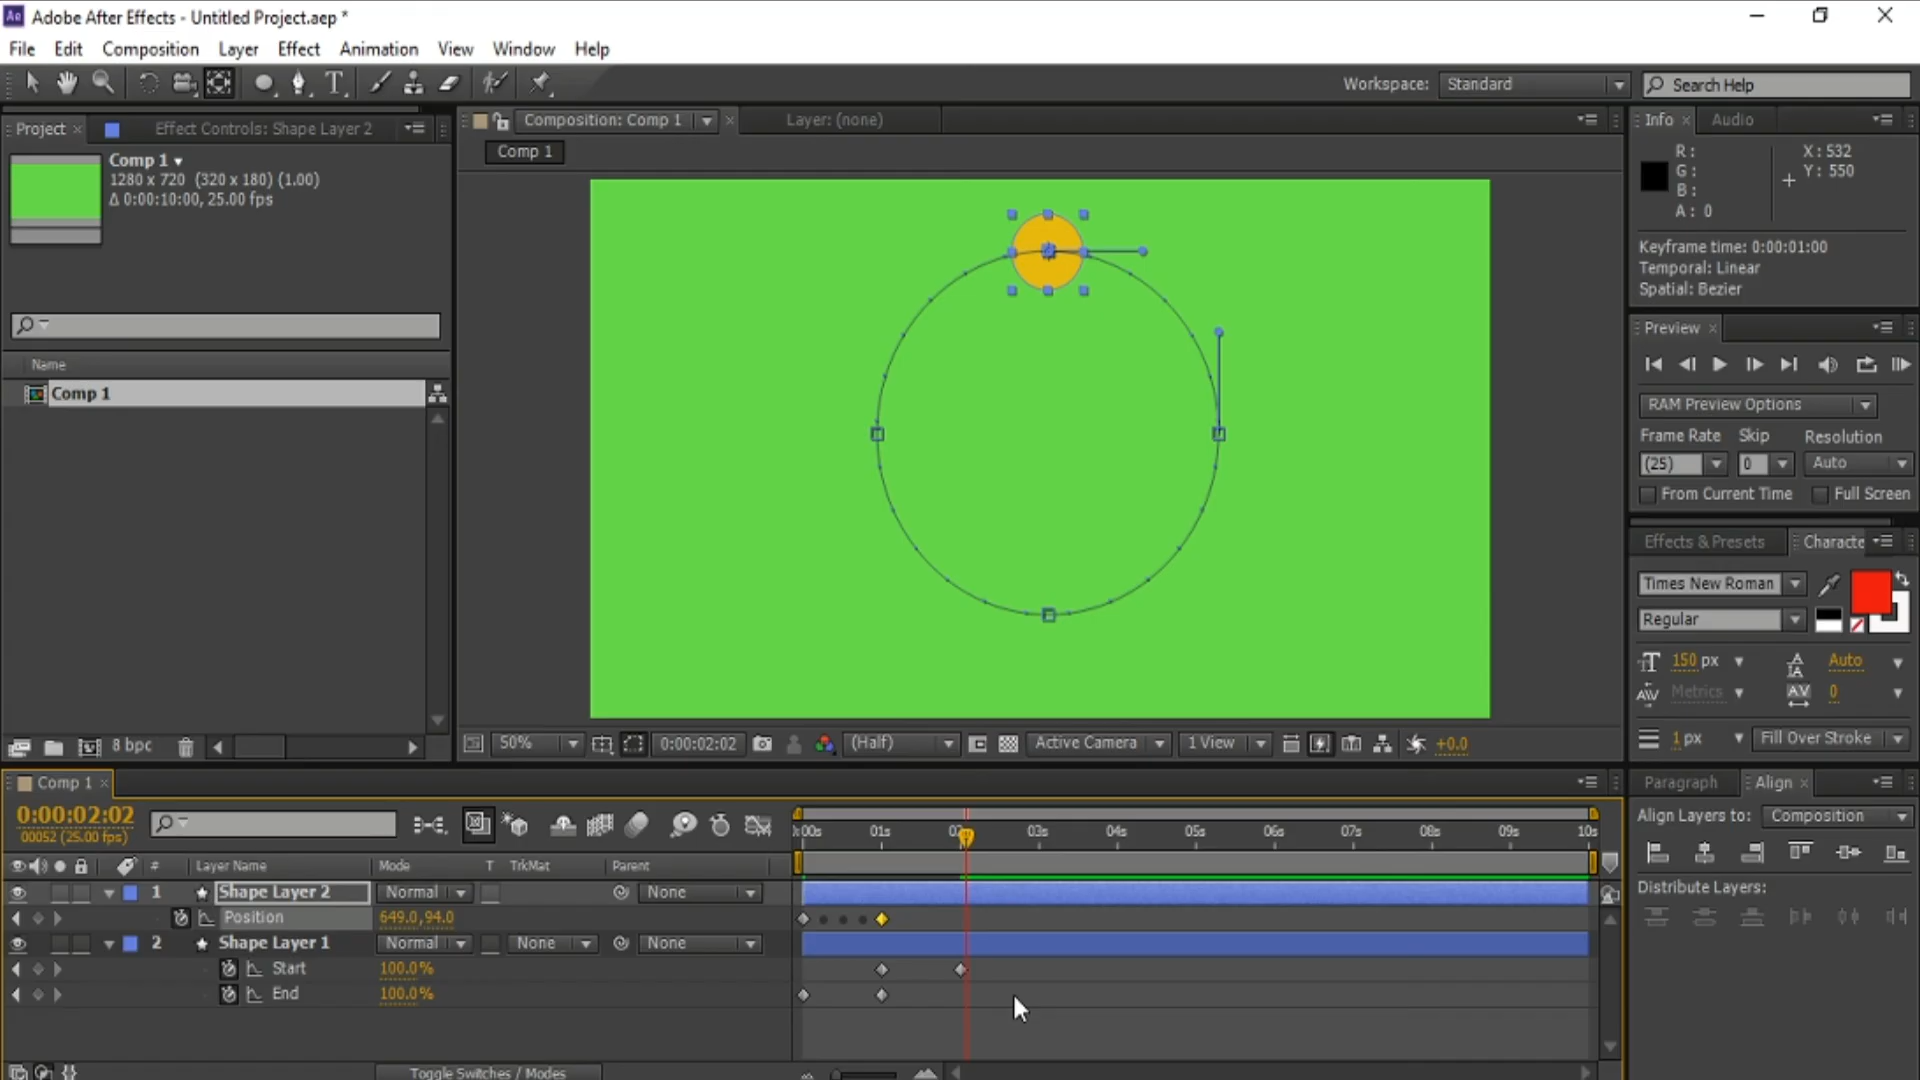 Ae Adobe After Effects - Untitled Project.aep *
File Edit Composition Layer Effect Animation View Window Help
T Workspace: Standard Search Help
Project × Effect Controls: Shape Layer 2
Comp 1
1280 x 720 (320 x 180) (1.00)
Δ 0:00:10:00, 25.00 fps
Name
Comp 1
8 bpc
Composition: Comp 1 × Layer: (none)
Comp 1
50% 0:00:02:02 (Half) Active Camera 1 View +0.0
Info × Audio
R:
G:
B:
A: 0
X: 532
Y: 550
Keyframe time: 0:00:01:00
Temporal: Linear
Spatial: Bezier
Preview ×
RAM Preview Options
Frame Rate Skip Resolution
(25) 0 Auto
From Current Time Full Screen
Effects & Presets Characte
Times New Roman
Regular
150 px Auto
Metrics 0
1 px Fill Over Stroke
Comp 1 ×
0:00:02:02
00052 (25.00 fps)
:00s 01s 02 03s 04s 05s 06s 07s 08s 09s 10s
# Layer Name Mode T TrkMat Parent
1 Shape Layer 2 Normal None
Position 649.0,94.0
2 Shape Layer 1 Normal None None
Start 100.0%
End 100.0%
Toggle Switches / Modes
Paragraph Align ×
Align Layers to: Composition
Distribute Layers: